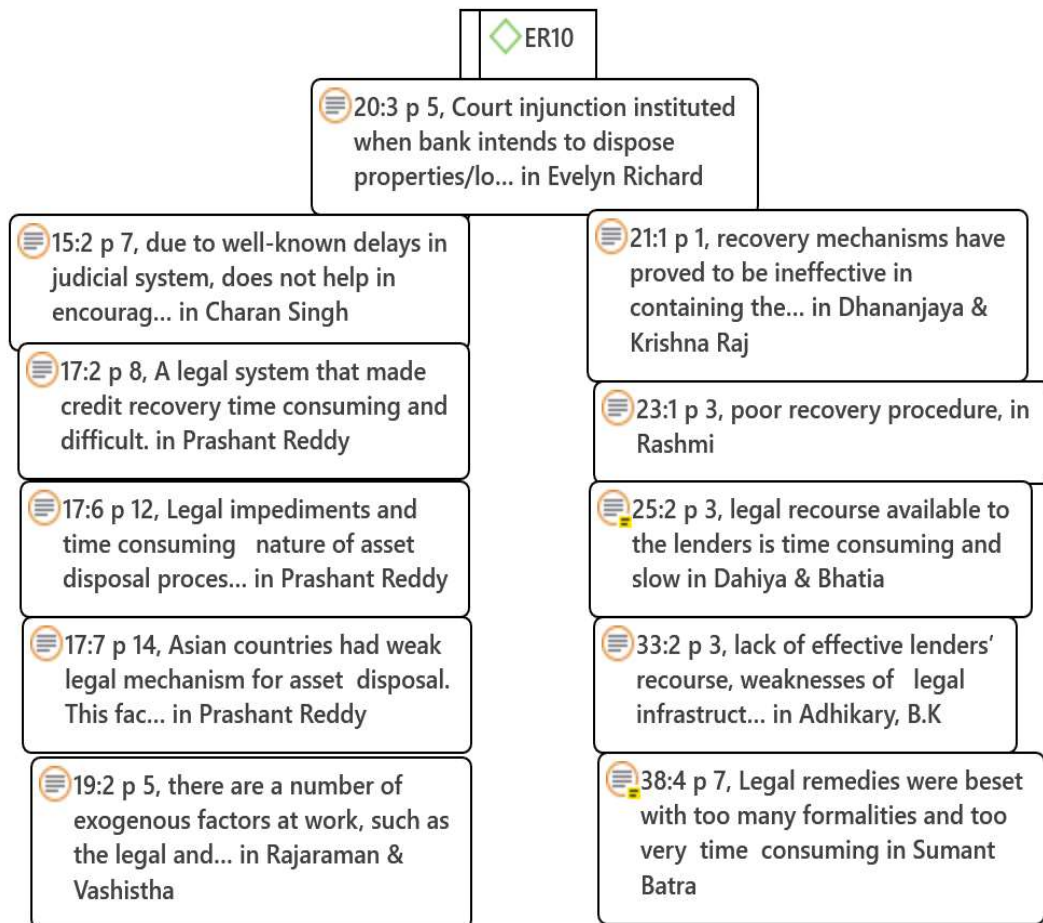 ER10
20:3 p 5, Court injunction instituted
when bank intends to dispose
properties/lo... in Evelyn Richard
15:2 p 7, due to well-known delays in
judicial system, does not help in
encourag... in Charan Singh
17:2 p 8, A legal system that made
credit recovery time consuming and
difficult. in Prashant Reddy
17:6 p 12, Legal impediments and
time consuming nature of asset
disposal proces... in Prashant Reddy
17:7 p 14, Asian countries had weak
legal mechanism for asset disposal.
This fac... in Prashant Reddy
19:2 p 5, there are a number of
exogenous factors at work, such as
the legal and... in Rajaraman &
Vashistha
21:1 p 1, recovery mechanisms have
proved to be ineffective in
containing the... in Dhananjaya &
Krishna Raj
23:1 p 3, poor recovery procedure, in
Rashmi
25:2 p 3, legal recourse available to
the lenders is time consuming and
slow in Dahiya & Bhatia
33:2 p 3, lack of effective lenders’
recourse, weaknesses of legal
infrastruct... in Adhikary, B.K
38:4 p 7, Legal remedies were beset
with too many formalities and too
very time consuming in Sumant
Batra